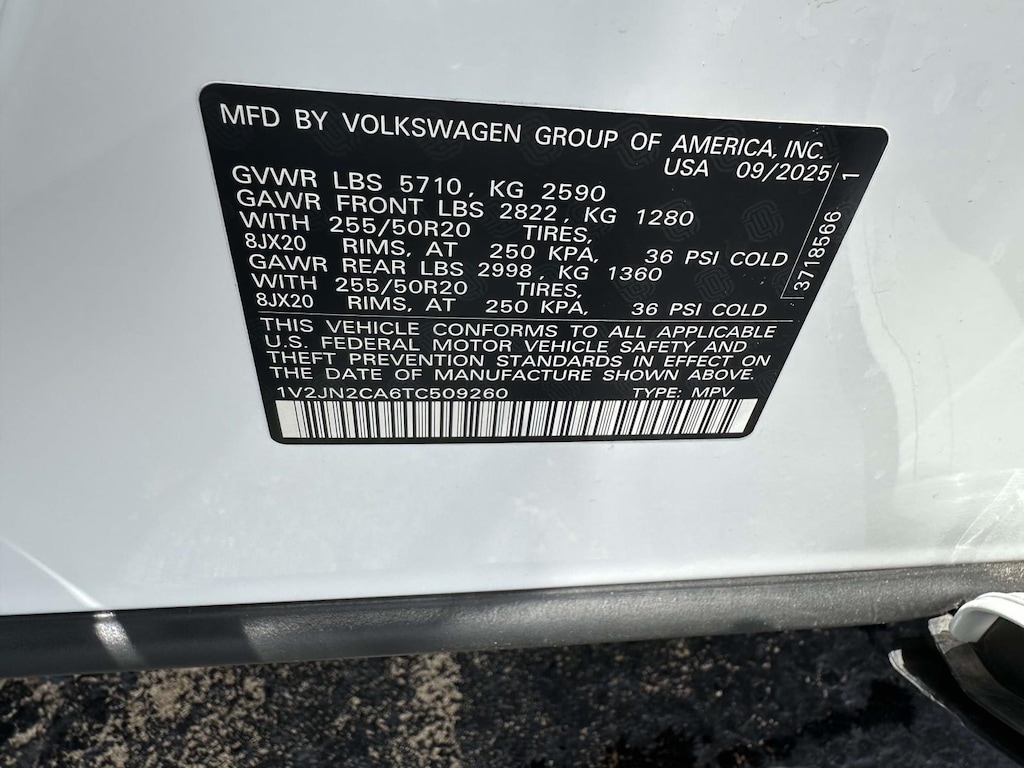 MFD BY VOLKSWAGEN GROUP OF AMERICA, INC.
USA 09/2025
GVWR LBS 5710, KG 2590
GAWR FRONT LBS 2822, KG 1280
WITH 255/50R20 TIRES,
8JX20 RIMS, AT 250 KPA, 36 PSI COLD
GAWR REAR LBS 2998, KG 1360
WITH 255/50R20 TIRES,
8JX20 RIMS, AT 250 KPA, 36 PSI COLD
THIS VEHICLE CONFORMS TO ALL APPLICABLE
U.S. FEDERAL MOTOR VEHICLE SAFETY AND
THEFT PREVENTION STANDARDS IN EFFECT ON
THE DATE OF MANUFACTURE SHOWN ABOVE.
1V2JN2CA6TC509260 TYPE: MPV
3718566 1